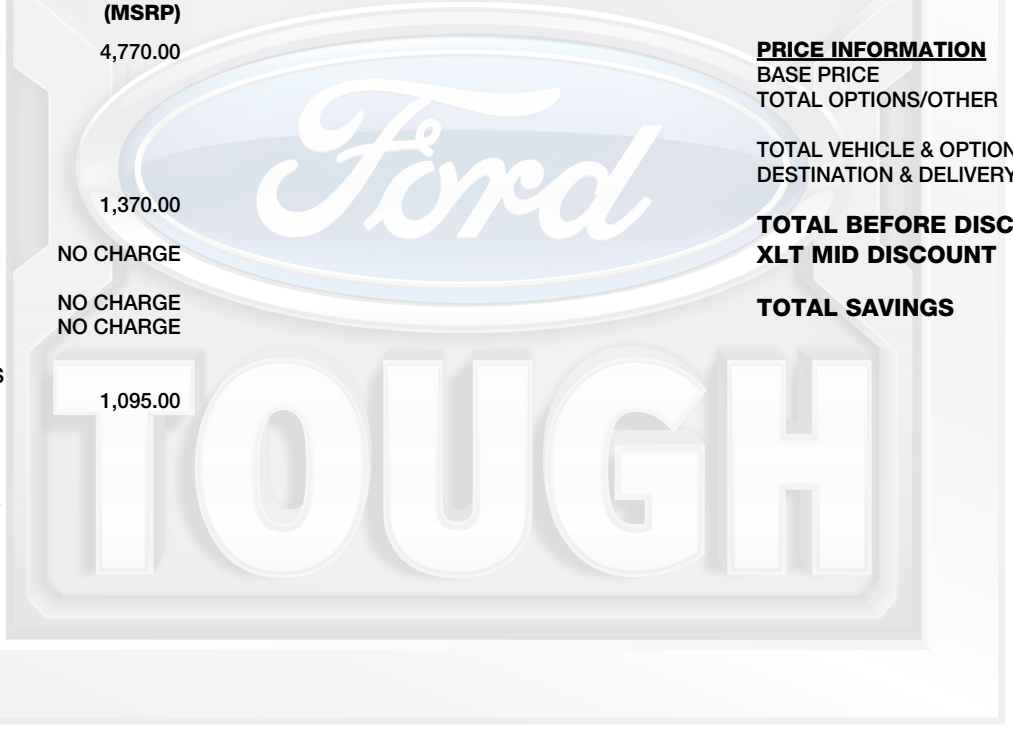 (MSRP)
4,770.00
1,370.00
NO CHARGE
NO CHARGE
NO CHARGE
S
1,095.00
PRICE INFORMATION
BASE PRICE
TOTAL OPTIONS/OTHER
TOTAL VEHICLE & OPTION
DESTINATION & DELIVERY
TOTAL BEFORE DISC
XLT MID DISCOUNT
TOTAL SAVINGS
Ford
TOUGH